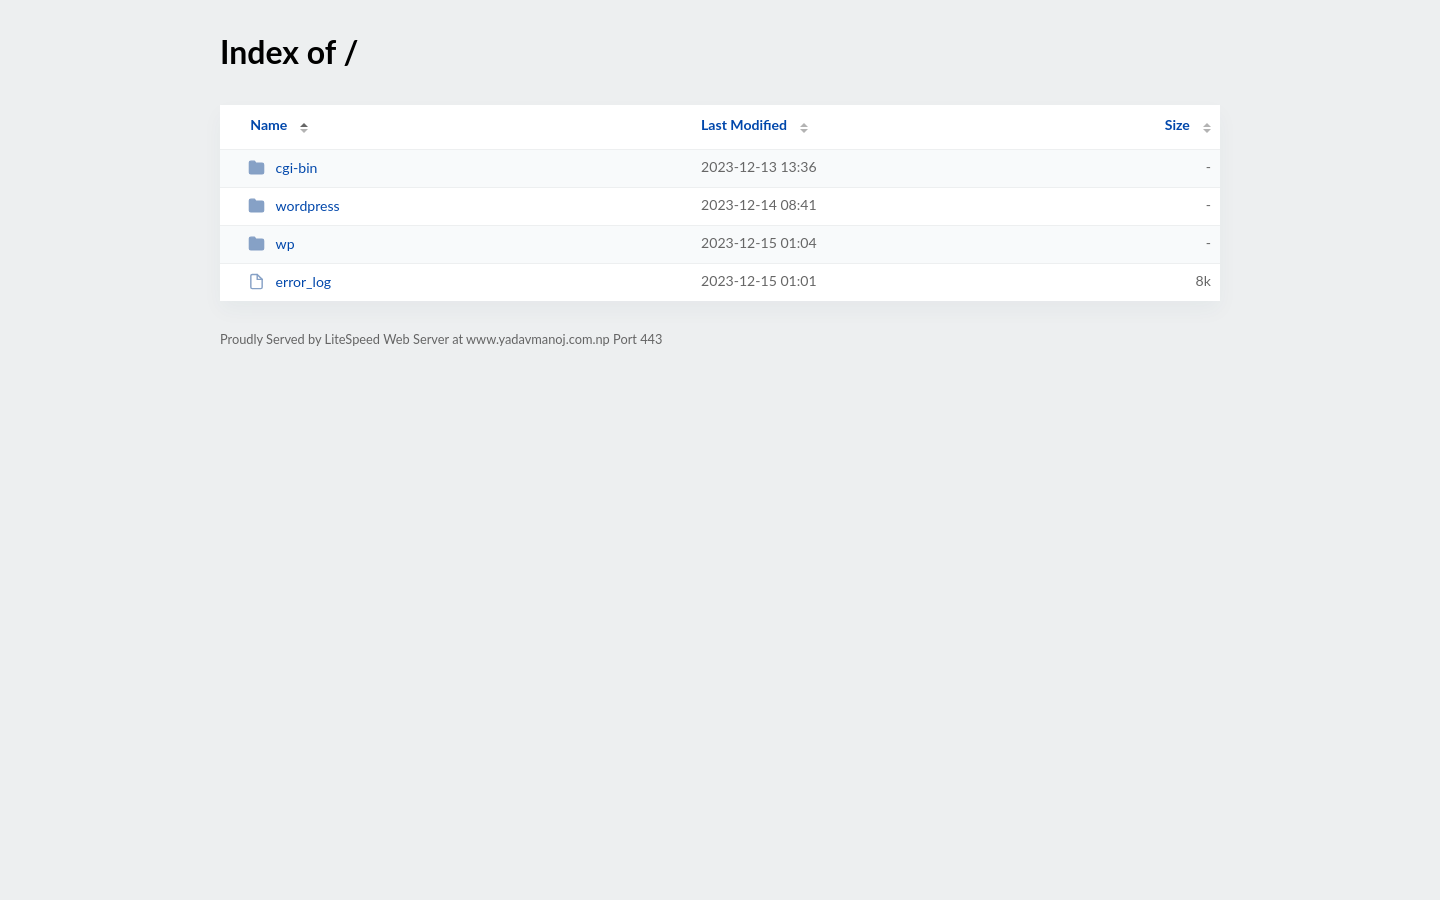 Index of /
Name Last Modified Size
cgi-bin 2023-12-13 13:36 -
wordpress 2023-12-14 08:41 -
wp 2023-12-15 01:04 -
error_log 2023-12-15 01:01 8k
Proudly Served by LiteSpeed Web Server at www.yadavmanoj.com.np Port 443